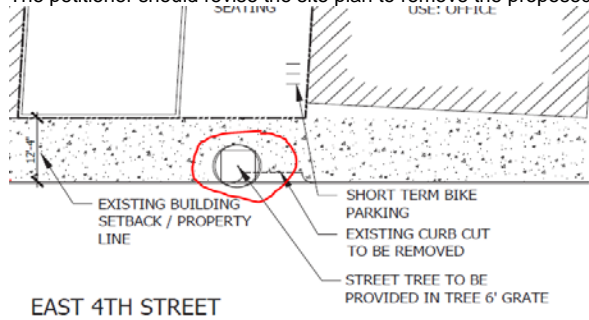 The petitioner should revise the site plan to remove the proposed
SEATING
USE: OFFICE
12'-4"
EXISTING BUILDING
SETBACK / PROPERTY
LINE
SHORT TERM BIKE
PARKING
EXISTING CURB CUT
TO BE REMOVED
STREET TREE TO BE
PROVIDED IN TREE 6' GRATE
EAST 4TH STREET